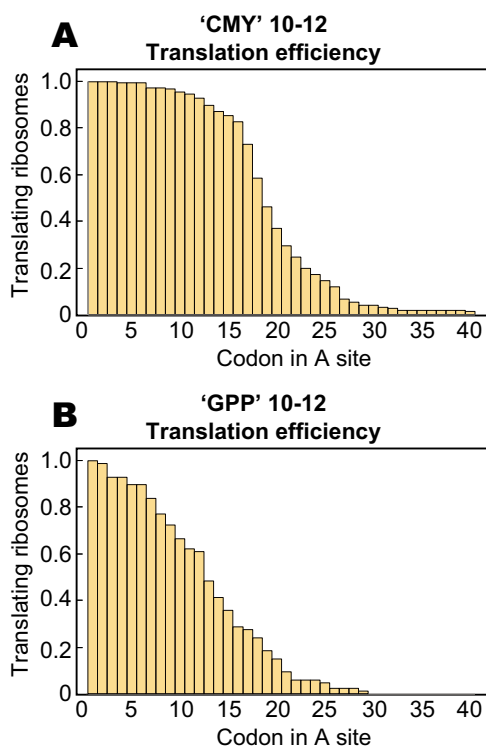 A
‘CMY’ 10-12
Translation efficiency
Translating ribosomes
1.0
0.8
0.6
0.4
0.2
0
0 5 10 15 20 25 30 35 40
Codon in A site
B
‘GPP’ 10-12
Translation efficiency
Translating ribosomes
1.0
0.8
0.6
0.4
0.2
0
0 5 10 15 20 25 30 35 40
Codon in A site